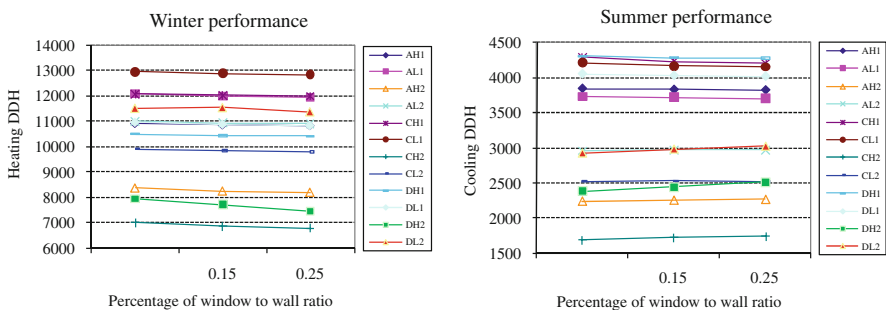 Winter performance
14000
13000
12000
11000
10000
9000
8000
7000
6000
Heating DDH
0.15 0.25
Percentage of window to wall ratio
AH1
AL1
AH2
AL2
CH1
CL1
CH2
CL2
DH1
DL1
DH2
DL2
Summer performance
4500
4000
3500
3000
2500
2000
1500
Cooling DDH
0.15 0.25
Percentage of window to wall ratio
AH1
AL1
AH2
AL2
CH1
CL1
CH2
CL2
DH1
DL1
DH2
DL2